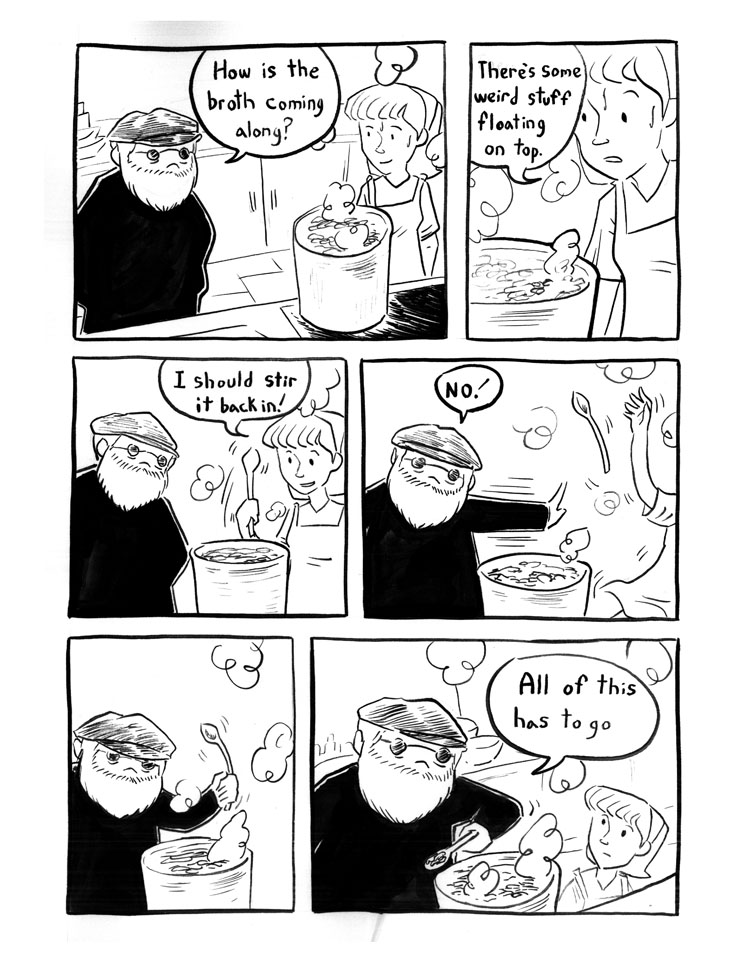 How is the
broth coming
along?
There's some
weird stuff
floating
on top.
I should stir
it back in!
NO!
All of this
has to go